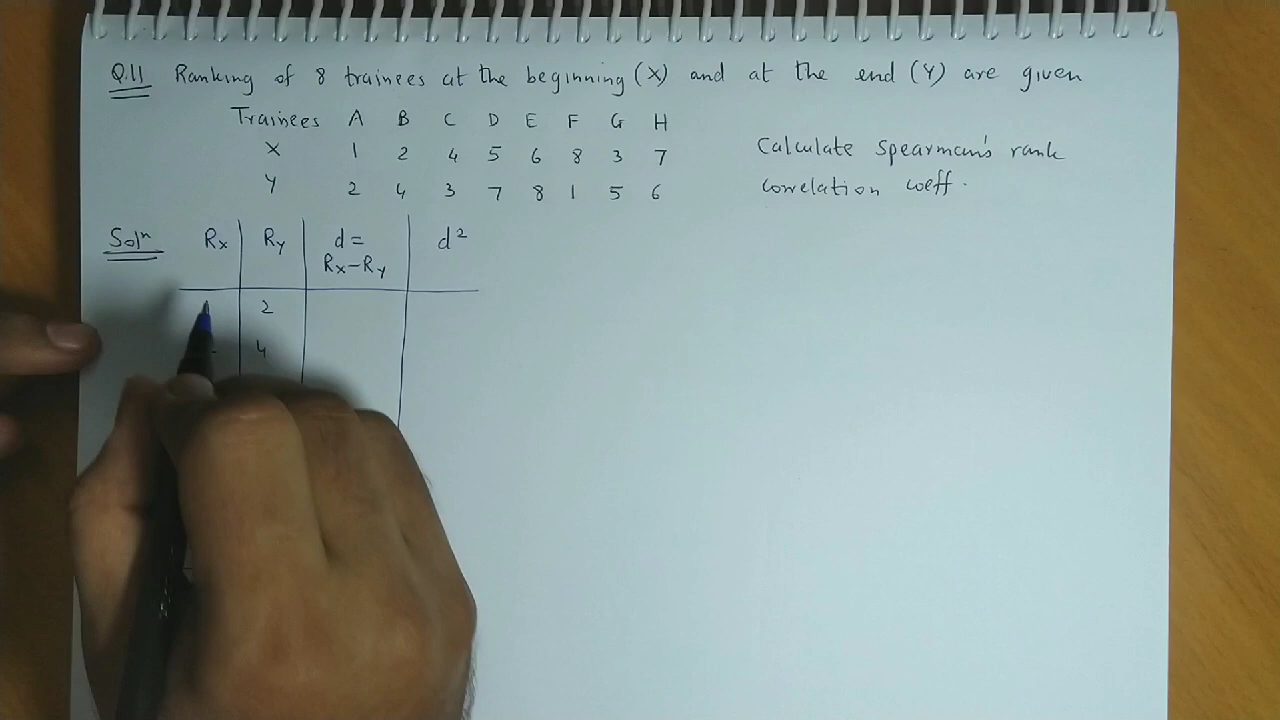 Q.11 Ranking of 8 trainees at the beginning (X) and at the end (Y) are given
Trainees A B C D E F G H
X 1 2 4 5 6 8 3 7
Y 2 4 3 7 8 1 5 6
Calculate Spearman's rank
correlation coeff.
Solⁿ Rx Ry d = Rx-Ry d²
2
4